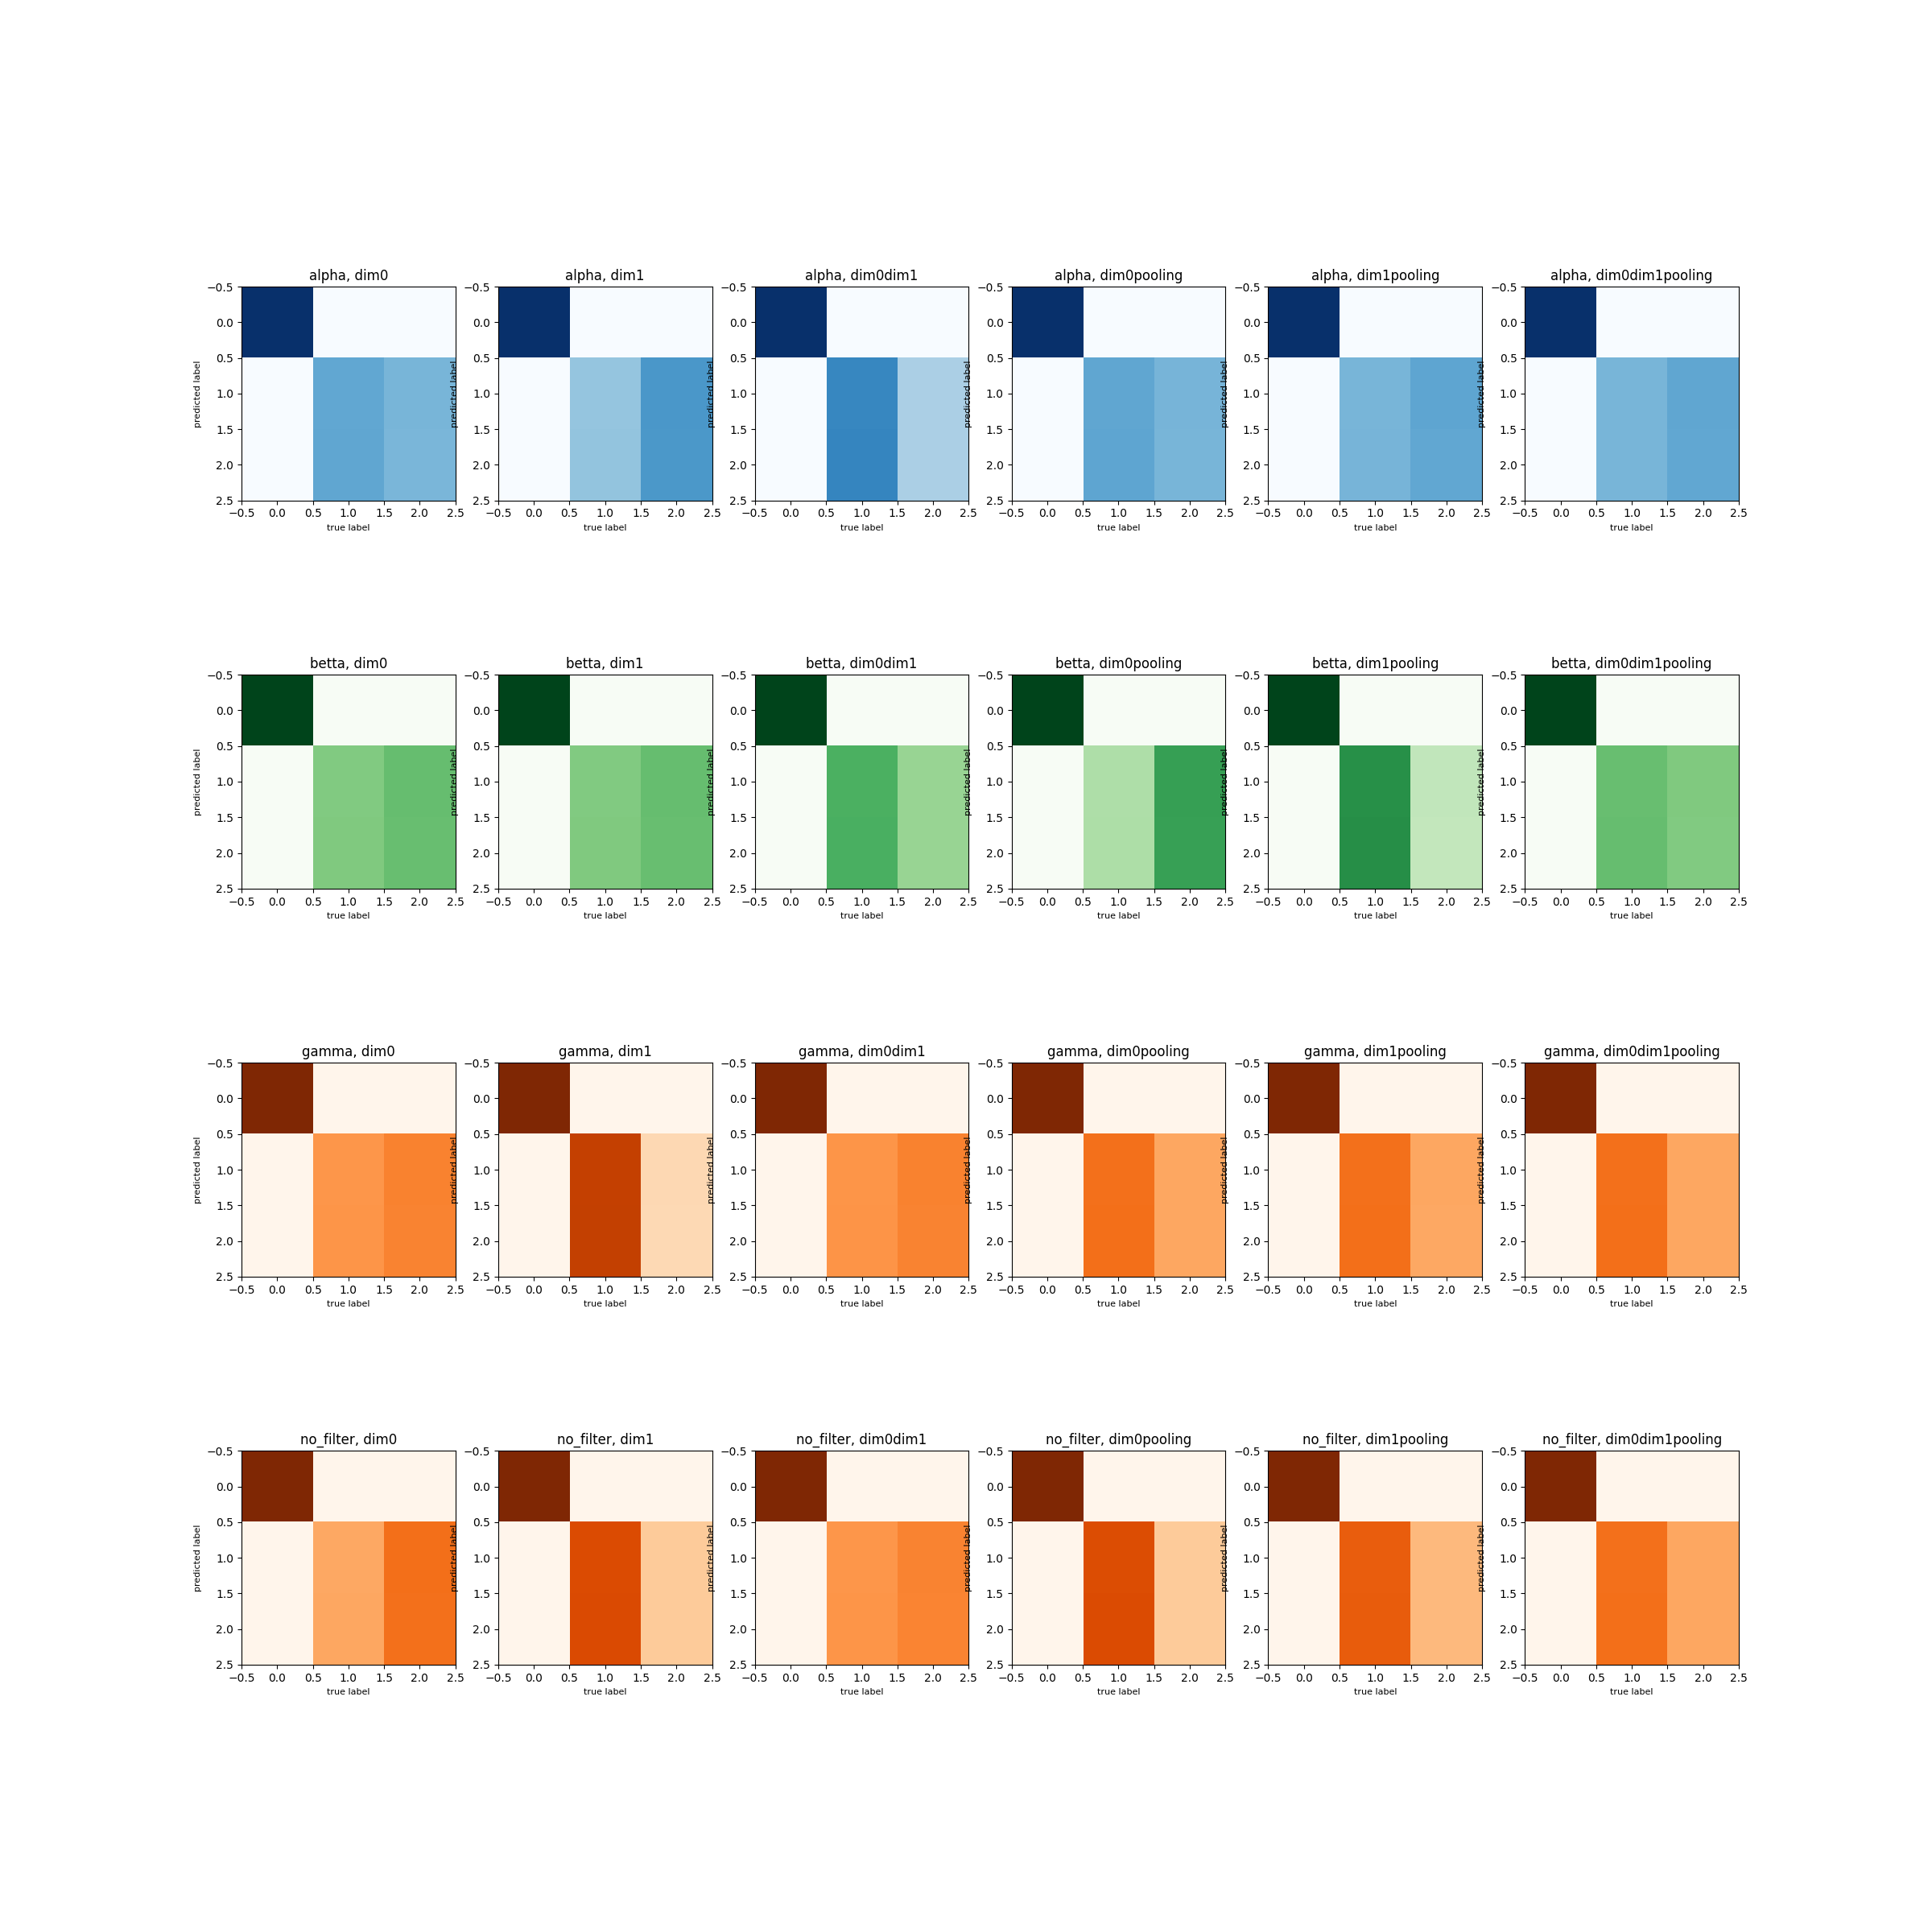 alpha, dim0 alpha, dim1 alpha, dim0dim1 alpha, dim0pooling alpha, dim1pooling alpha, dim0dim1pooling
−0.5 −0.5 −0.5 −0.5 −0.5 −0.5
0.0 0.0 0.0 0.0 0.0 0.0
0.5 0.5 0.5 0.5 0.5 0.5
predicted label predicted label predicted label predicted label predicted label predicted label
1.0 1.0 1.0 1.0 1.0 1.0
1.5 1.5 1.5 1.5 1.5 1.5
2.0 2.0 2.0 2.0 2.0 2.0
2.5 2.5 2.5 2.5 2.5 2.5
−0.5 0.0 0.5 1.0 1.5 2.0 2.5 −0.5 0.0 0.5 1.0 1.5 2.0 2.5 −0.5 0.0 0.5 1.0 1.5 2.0 2.5 −0.5 0.0 0.5 1.0 1.5 2.0 2.5 −0.5 0.0 0.5 1.0 1.5 2.0 2.5 −0.5 0.0 0.5 1.0 1.5 2.0 2.5
true label true label true label true label true label true label
betta, dim0 betta, dim1 betta, dim0dim1 betta, dim0pooling betta, dim1pooling betta, dim0dim1pooling
−0.5 −0.5 −0.5 −0.5 −0.5 −0.5
0.0 0.0 0.0 0.0 0.0 0.0
0.5 0.5 0.5 0.5 0.5 0.5
predicted label predicted label predicted label predicted label predicted label predicted label
1.0 1.0 1.0 1.0 1.0 1.0
1.5 1.5 1.5 1.5 1.5 1.5
2.0 2.0 2.0 2.0 2.0 2.0
2.5 2.5 2.5 2.5 2.5 2.5
−0.5 0.0 0.5 1.0 1.5 2.0 2.5 −0.5 0.0 0.5 1.0 1.5 2.0 2.5 −0.5 0.0 0.5 1.0 1.5 2.0 2.5 −0.5 0.0 0.5 1.0 1.5 2.0 2.5 −0.5 0.0 0.5 1.0 1.5 2.0 2.5 −0.5 0.0 0.5 1.0 1.5 2.0 2.5
true label true label true label true label true label true label
gamma, dim0 gamma, dim1 gamma, dim0dim1 gamma, dim0pooling gamma, dim1pooling gamma, dim0dim1pooling
−0.5 −0.5 −0.5 −0.5 −0.5 −0.5
0.0 0.0 0.0 0.0 0.0 0.0
0.5 0.5 0.5 0.5 0.5 0.5
predicted label predicted label predicted label predicted label predicted label predicted label
1.0 1.0 1.0 1.0 1.0 1.0
1.5 1.5 1.5 1.5 1.5 1.5
2.0 2.0 2.0 2.0 2.0 2.0
2.5 2.5 2.5 2.5 2.5 2.5
−0.5 0.0 0.5 1.0 1.5 2.0 2.5 −0.5 0.0 0.5 1.0 1.5 2.0 2.5 −0.5 0.0 0.5 1.0 1.5 2.0 2.5 −0.5 0.0 0.5 1.0 1.5 2.0 2.5 −0.5 0.0 0.5 1.0 1.5 2.0 2.5 −0.5 0.0 0.5 1.0 1.5 2.0 2.5
true label true label true label true label true label true label
no_filter, dim0 no_filter, dim1 no_filter, dim0dim1 no_filter, dim0pooling no_filter, dim1pooling no_filter, dim0dim1pooling
−0.5 −0.5 −0.5 −0.5 −0.5 −0.5
0.0 0.0 0.0 0.0 0.0 0.0
0.5 0.5 0.5 0.5 0.5 0.5
predicted label predicted label predicted label predicted label predicted label predicted label
1.0 1.0 1.0 1.0 1.0 1.0
1.5 1.5 1.5 1.5 1.5 1.5
2.0 2.0 2.0 2.0 2.0 2.0
2.5 2.5 2.5 2.5 2.5 2.5
−0.5 0.0 0.5 1.0 1.5 2.0 2.5 −0.5 0.0 0.5 1.0 1.5 2.0 2.5 −0.5 0.0 0.5 1.0 1.5 2.0 2.5 −0.5 0.0 0.5 1.0 1.5 2.0 2.5 −0.5 0.0 0.5 1.0 1.5 2.0 2.5 −0.5 0.0 0.5 1.0 1.5 2.0 2.5
true label true label true label true label true label true label